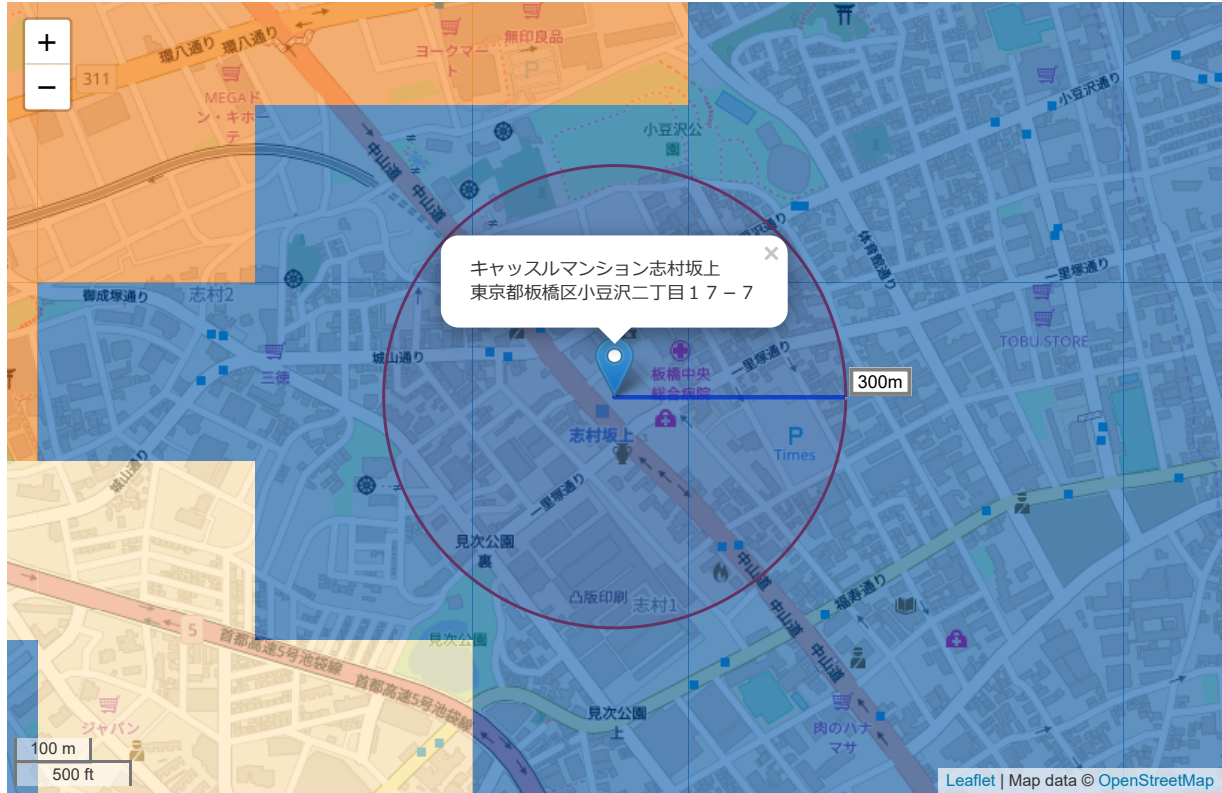 +
−
環八通り 環八通り
311
ヨークマー
ト
無印良品
P
MEGAド
ン・キホー
テ
小豆沢通り
小豆沢公
園
中山道 中山道
体育館通り
キャッスルマンション志村坂上
東京都板橋区小豆沢二丁目１７－７
×
一里塚通り
御成塚通り
志村2
城山通り
三徳
TOBU STORE
板橋中央
総合病院
一里塚通り
300m
志村坂上
P
Times
城山通り
一里塚通り
見次公園
裏
凸版印刷
志村1
中山道 中山道 中山道
福寿通り
5
首都高速5号池袋線 首都高速5号池袋線
見次公園
ジャパン
見次公園
上
肉のハナ
マサ
100 m
500 ft
Leaflet | Map data © OpenStreetMap